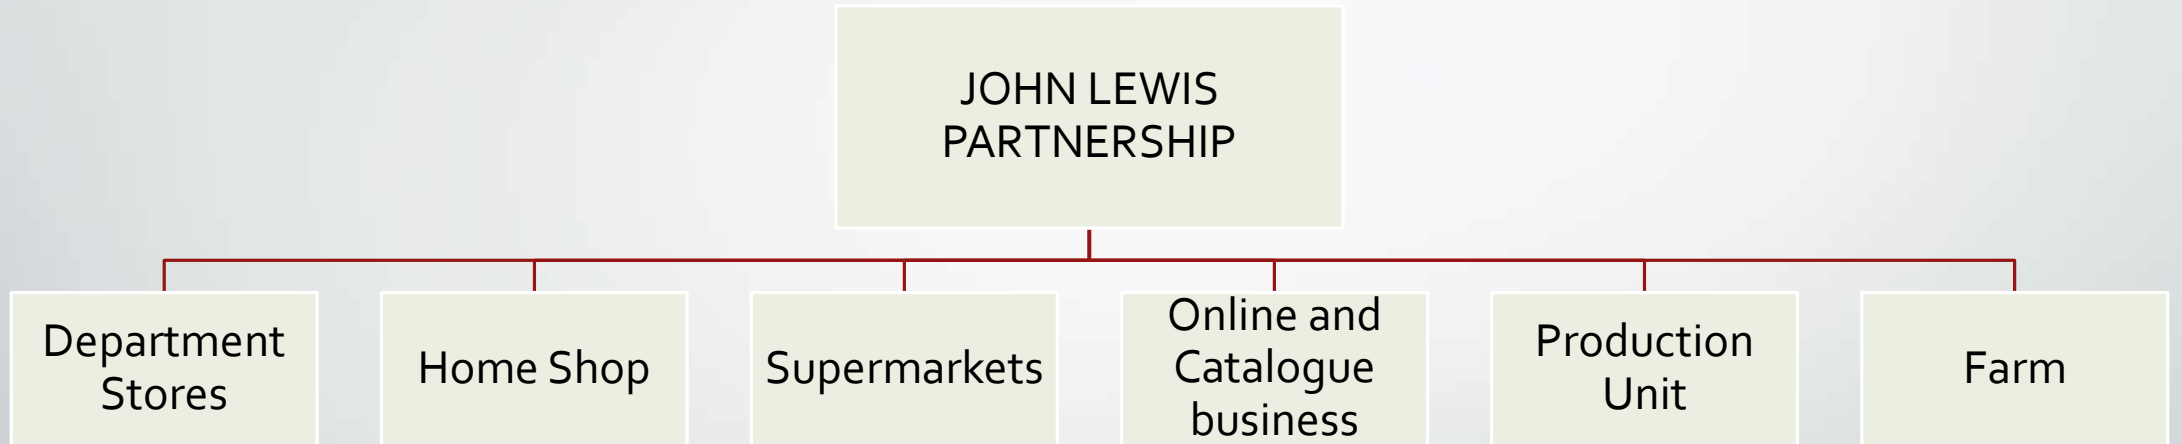 JOHN LEWIS
PARTNERSHIP
Department
Stores
Home Shop
Supermarkets
Online and
Catalogue
business
Production
Unit
Farm